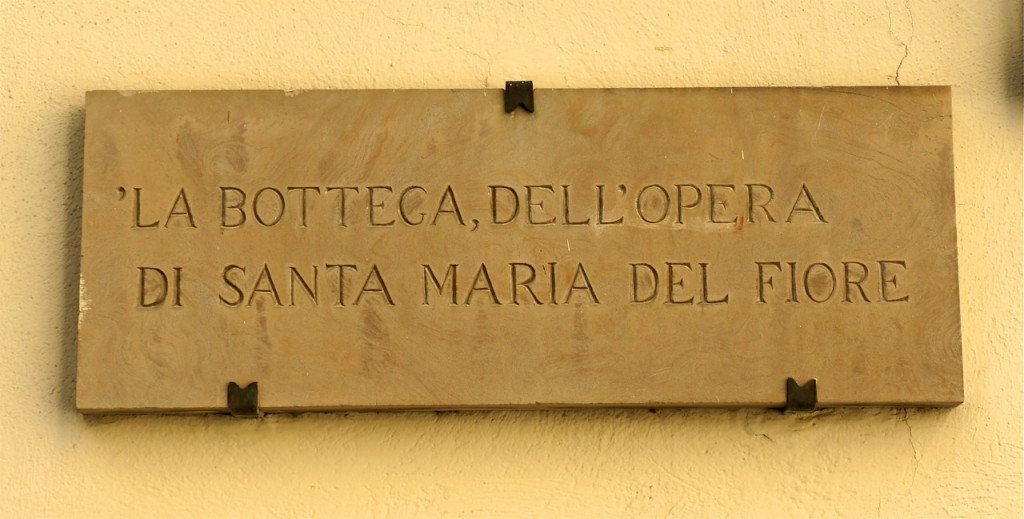 'LA BOTTEGA, DELL'OPERA
DI SANTA MARIA DEL FIORE